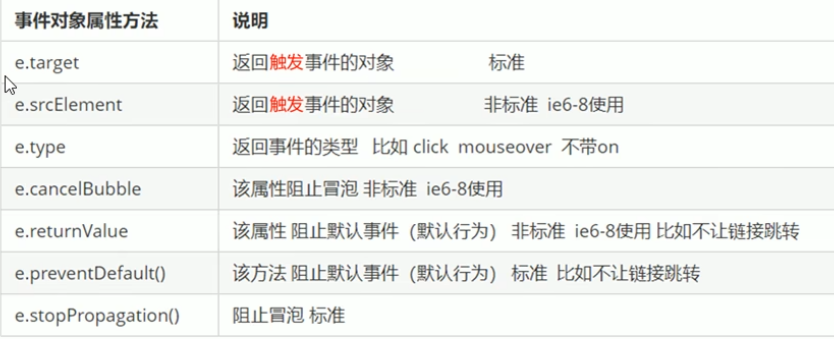 事件对象属性方法 说明
e.target 返回触发事件的对象 标准
e.srcElement 返回触发事件的对象 非标准 ie6-8使用
e.type 返回事件的类型 比如 click mouseover 不带on
e.cancelBubble 该属性阻止冒泡 非标准 ie6-8使用
e.returnValue 该属性 阻止默认事件（默认行为） 非标准 ie6-8使用 比如不让链接跳转
e.preventDefault() 该方法 阻止默认事件（默认行为） 标准 比如不让链接跳转
e.stopPropagation() 阻止冒泡 标准